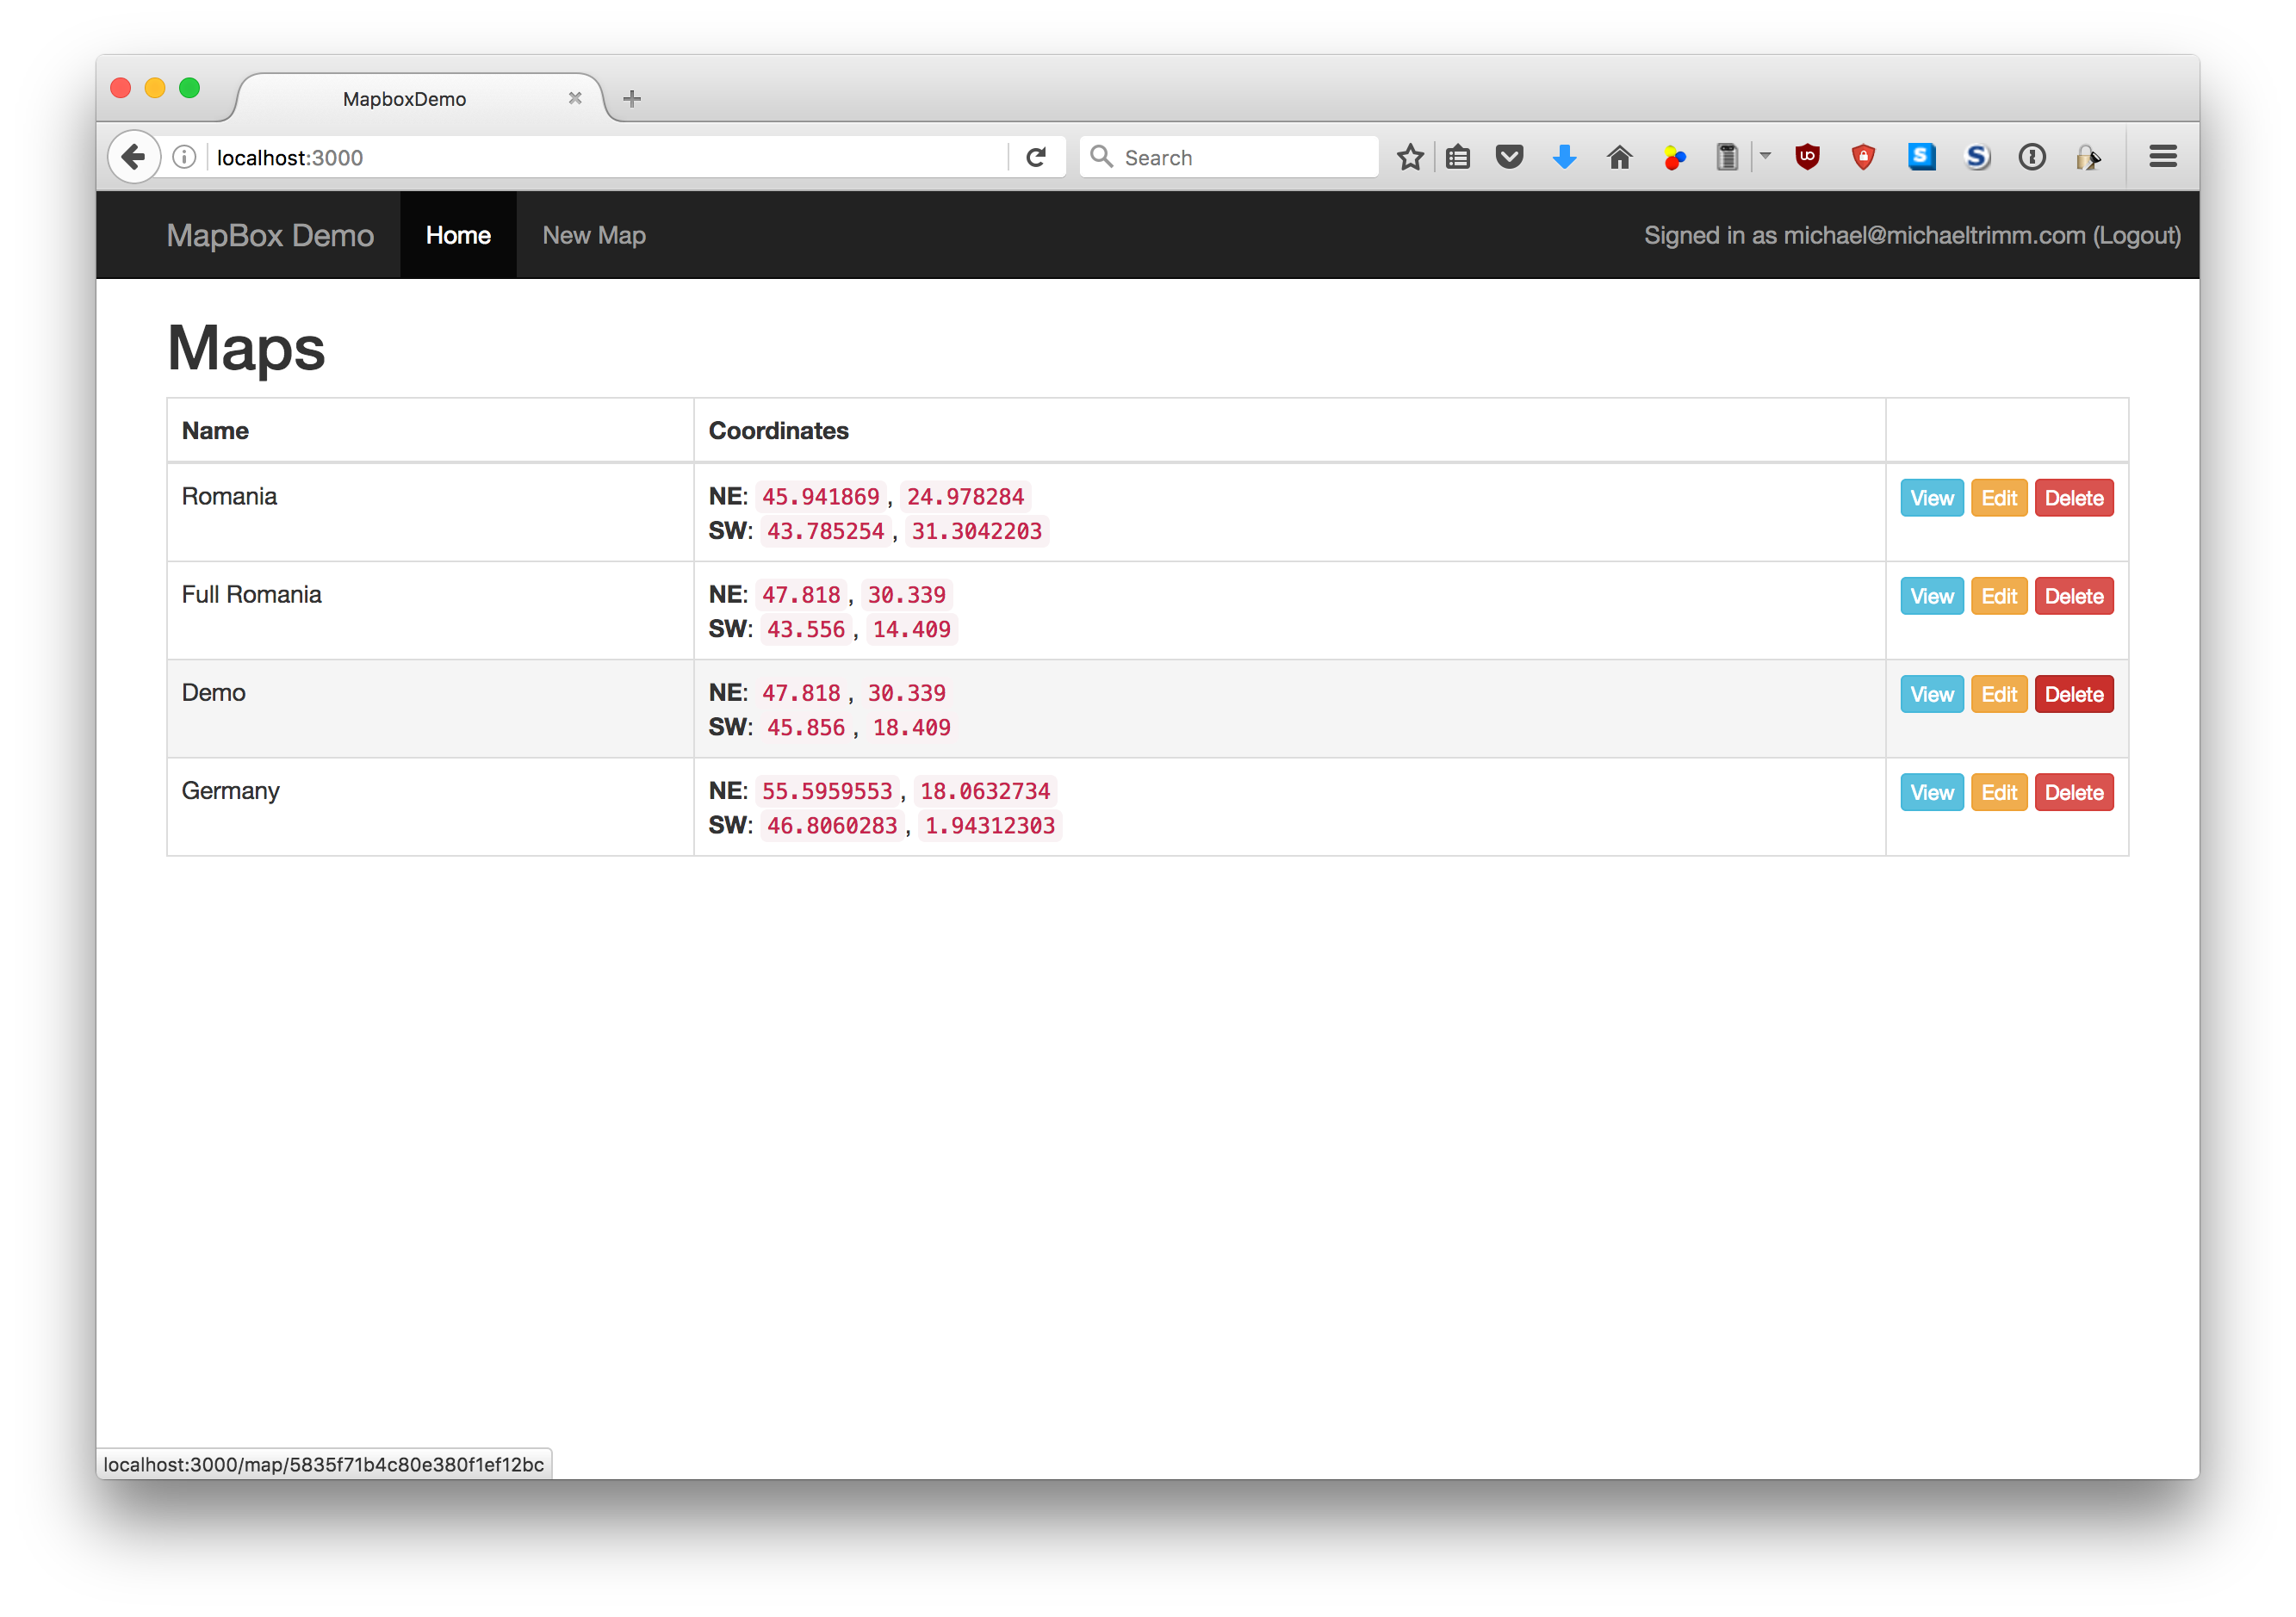 MapboxDemo
localhost:3000
Search
MapBox Demo Home New Map Signed in as michael@michaeltrimm.com (Logout)
Maps
Name Coordinates
Romania NE: 45.941869, 24.978284 View Edit Delete
SW: 43.785254, 31.3042203
Full Romania NE: 47.818, 30.339 View Edit Delete
SW: 43.556, 14.409
Demo NE: 47.818, 30.339 View Edit Delete
SW: 45.856, 18.409
Germany NE: 55.5959553, 18.0632734 View Edit Delete
SW: 46.8060283, 1.94312303
localhost:3000/map/5835f71b4c80e380f1ef12bc